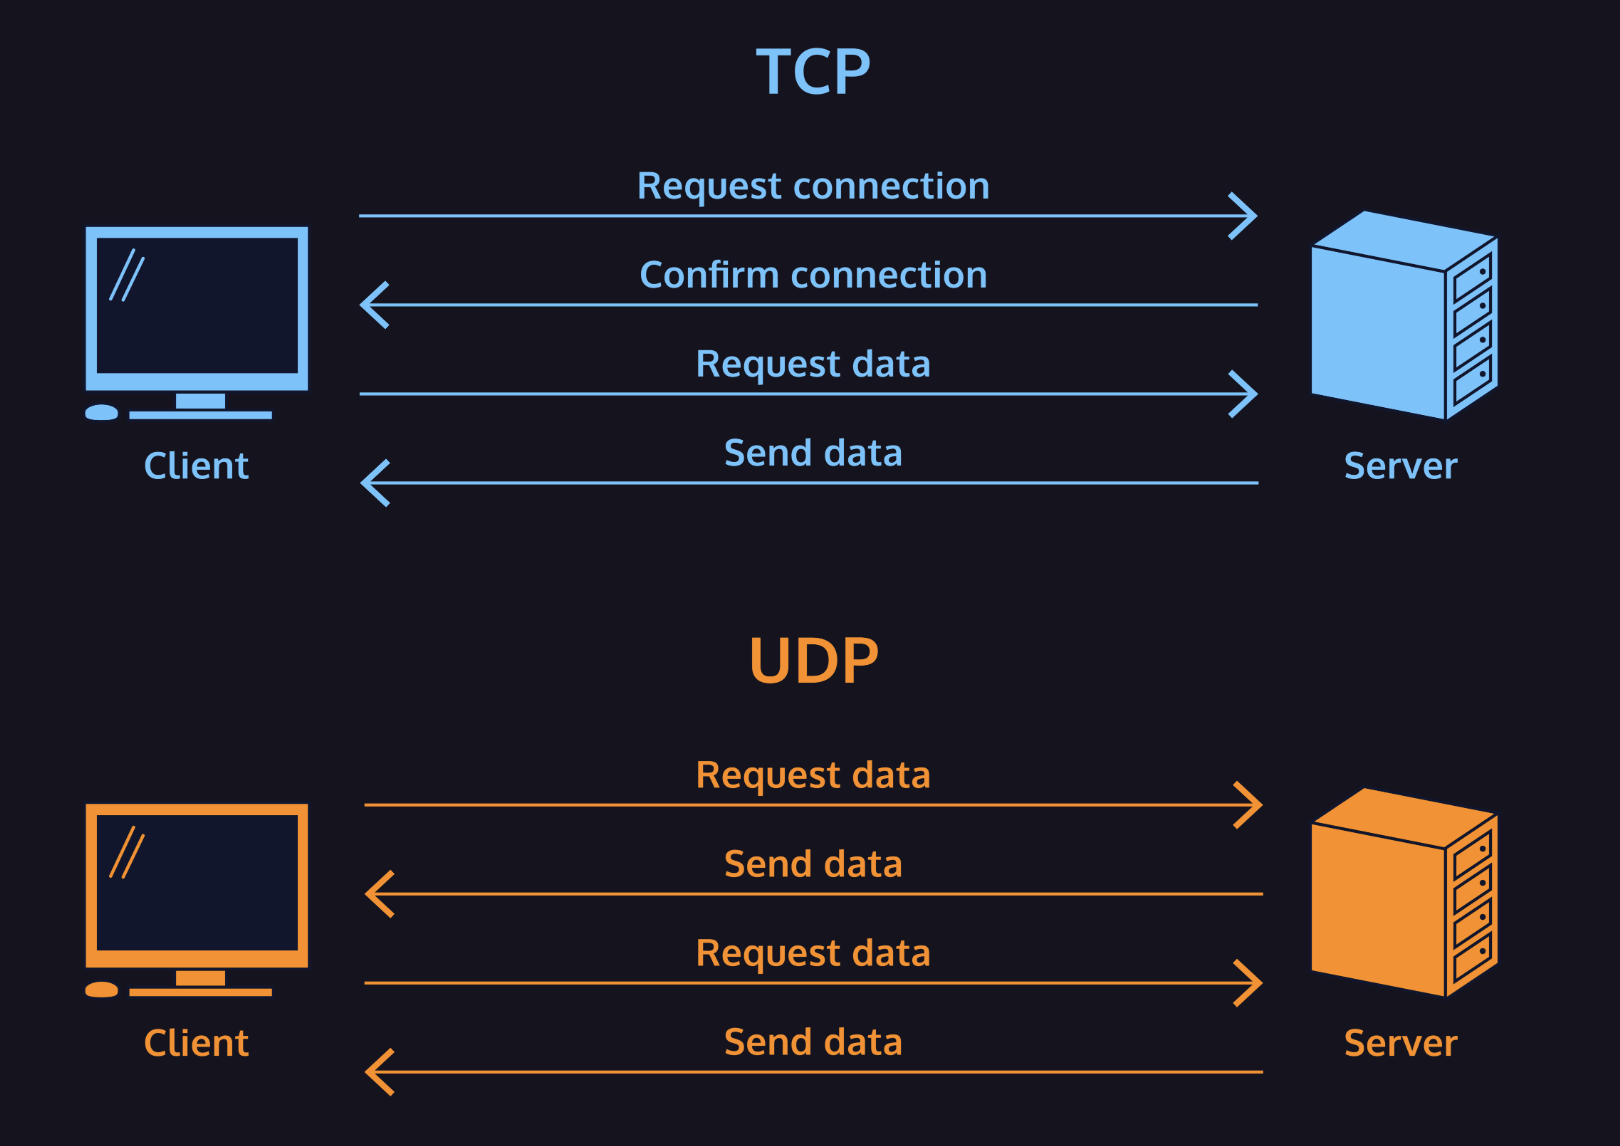 TCP
Request connection
Confirm connection
Request data
Send data
Client
Server
UDP
Request data
Send data
Request data
Send data
Client
Server